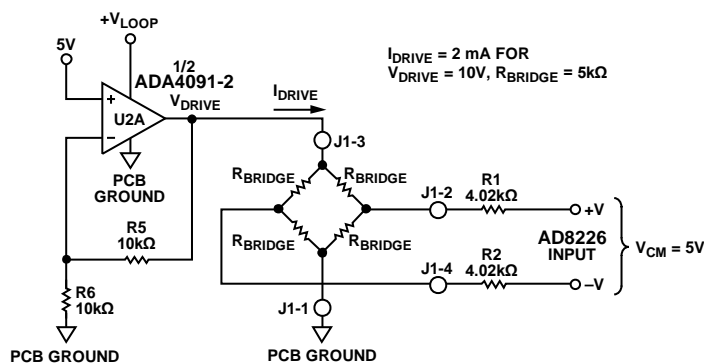 +VLOOP
5V
1/2
ADA4091-2
+
U2A
−
VDRIVE
IDRIVE
IDRIVE = 2 mA FOR
VDRIVE = 10V, RBRIDGE = 5kΩ
PCB
GROUND
J1-3
RBRIDGE
RBRIDGE
RBRIDGE
RBRIDGE
J1-2
R1
4.02kΩ
+V
AD8226
INPUT
VCM = 5V
J1-4
R2
4.02kΩ
–V
R5
10kΩ
R6
10kΩ
J1-1
PCB GROUND
PCB GROUND